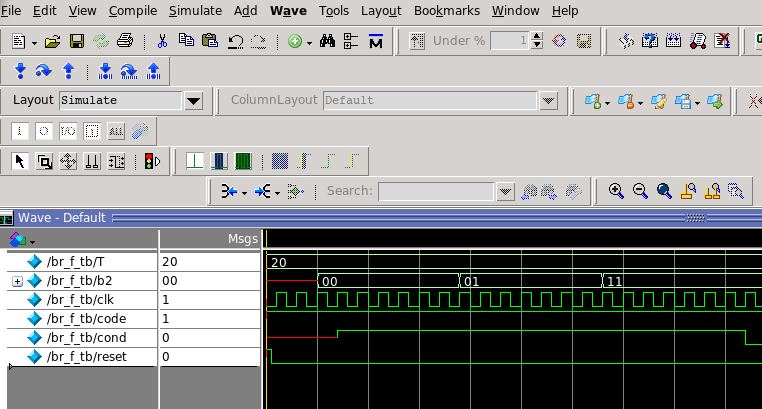 File Edit View Compile Simulate Add Wave Tools Layout Bookmarks Window Help
Under % 1
Layout Simulate ColumnLayout Default
Search:
Wave - Default
Msgs
/br_f_tb/T 20 20
/br_f_tb/b2 00 00 01 11
/br_f_tb/clk 1
/br_f_tb/code 1
/br_f_tb/cond 0
/br_f_tb/reset 0